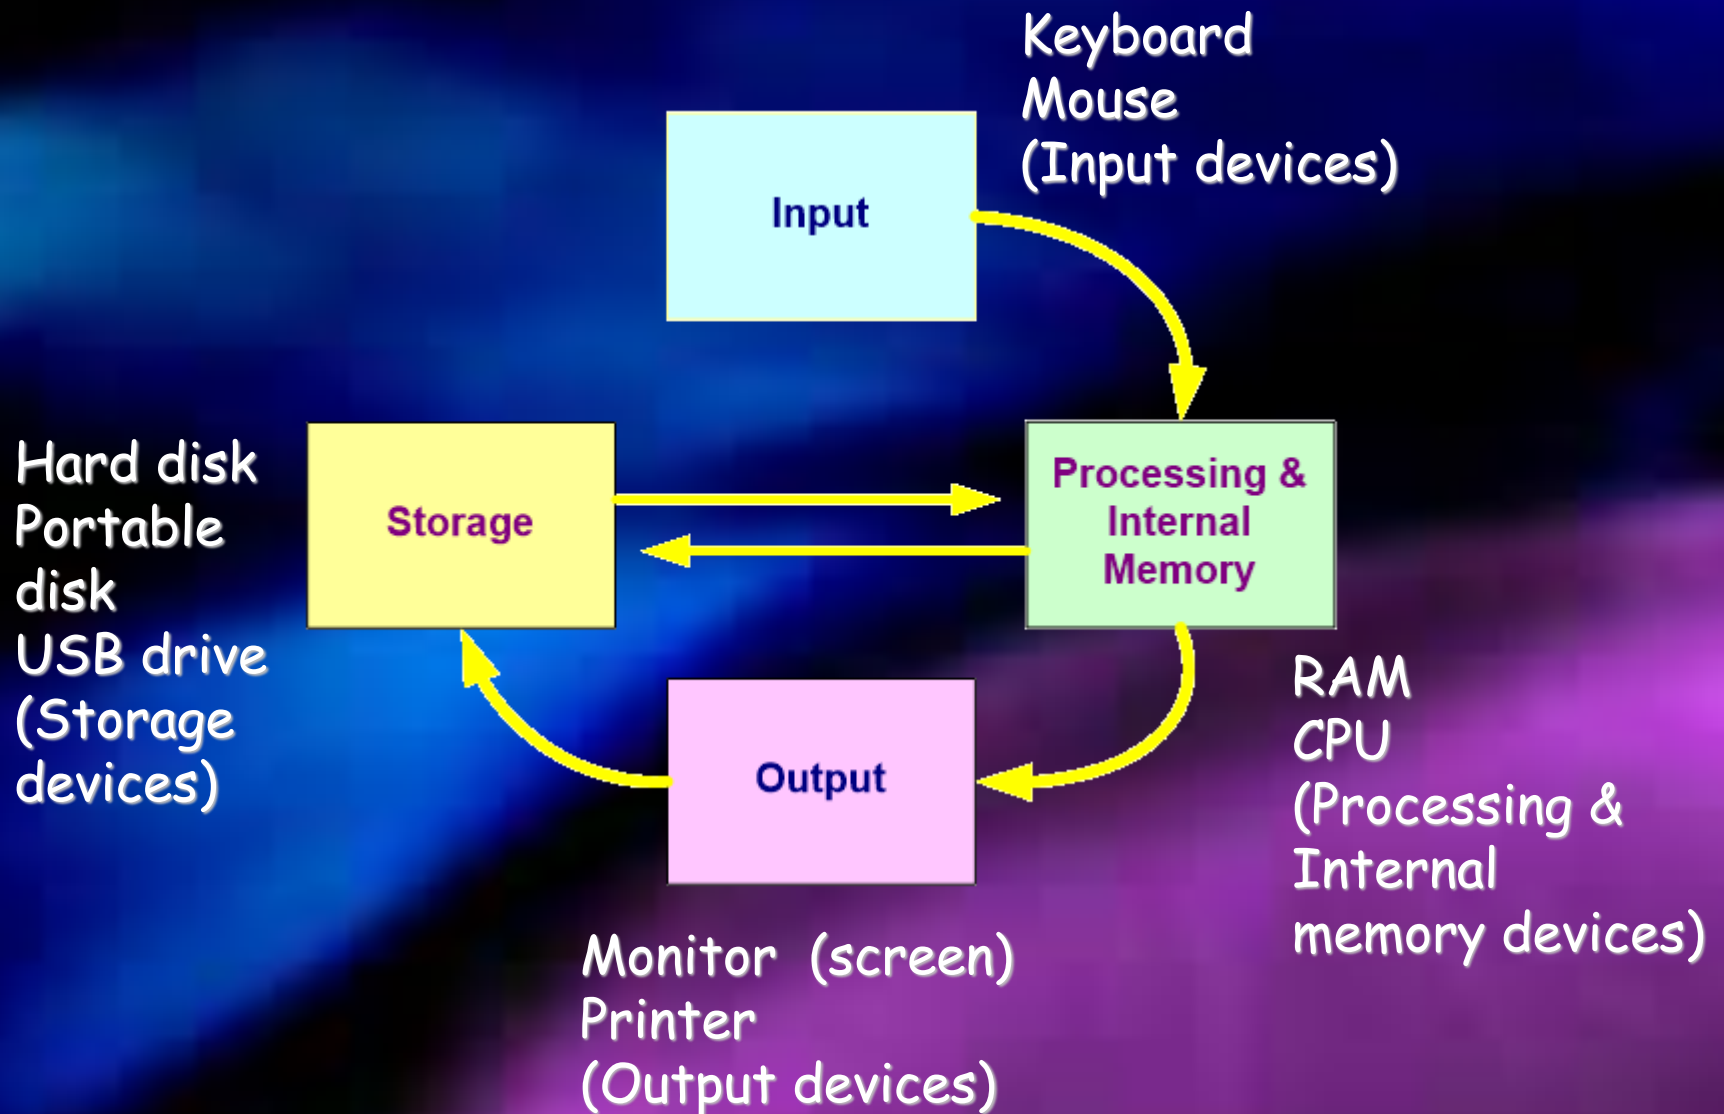 Keyboard
Mouse
(Input devices)
Input
Hard disk
Portable
disk
USB drive
(Storage
devices)
Storage
Processing &
Internal
Memory
RAM
CPU
(Processing &
Internal
memory devices)
Output
Monitor (screen)
Printer
(Output devices)